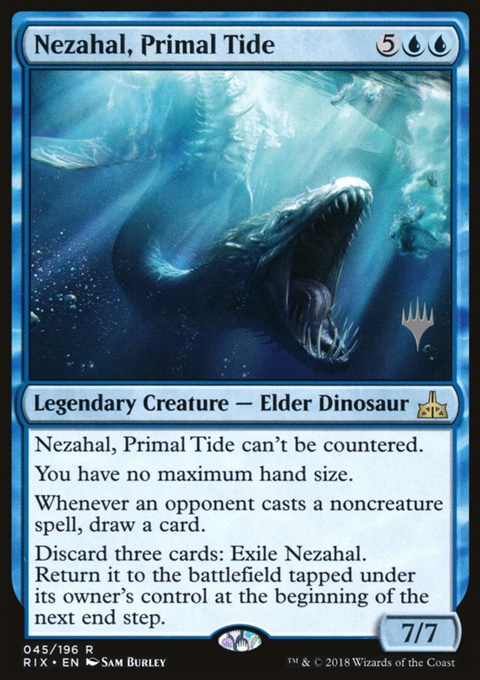 Nezahal, Primal Tide 5
Legendary Creature — Elder Dinosaur
Nezahal, Primal Tide can't be countered.
You have no maximum hand size.
Whenever an opponent casts a noncreature
spell, draw a card.
Discard three cards: Exile Nezahal.
Return it to the battlefield tapped under
its owner's control at the beginning of the
next end step.
7/7
045/196 R
RIX • EN Sam Burley
™ & © 2018 Wizards of the Coast